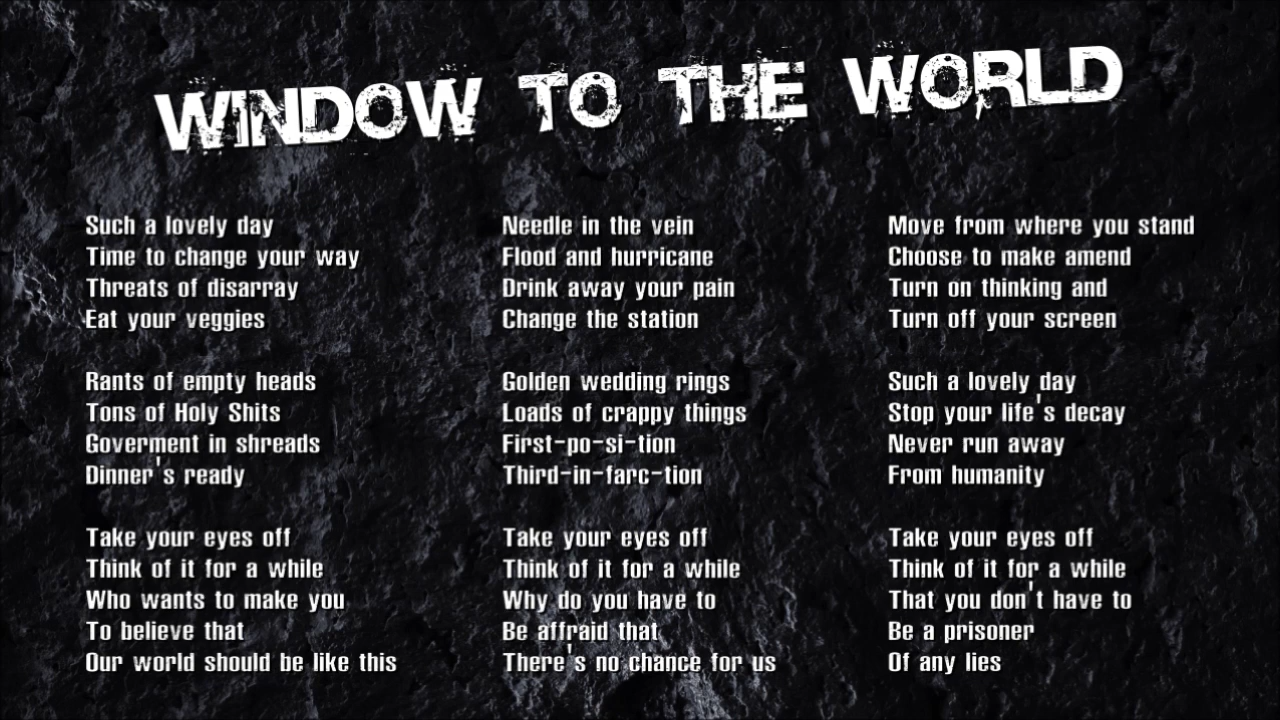 WINDOW TO THE WORLD
Such a lovely day
Time to change your way
Threats of disarray
Eat your veggies
Rants of empty heads
Tons of Holy Shits
Goverment in shreads
Dinner's ready
Take your eyes off
Think of it for a while
Who wants to make you
To believe that
Our world should be like this
Needle in the vein
Flood and hurricane
Drink away your pain
Change the station
Golden wedding rings
Loads of crappy things
First-po-si-tion
Third-in-farc-tion
Take your eyes off
Think of it for a while
Why do you have to
Be affraid that
There's no chance for us
Move from where you stand
Choose to make amend
Turn on thinking and
Turn off your screen
Such a lovely day
Stop your life's decay
Never run away
From humanity
Take your eyes off
Think of it for a while
That you don't have to
Be a prisoner
Of any lies